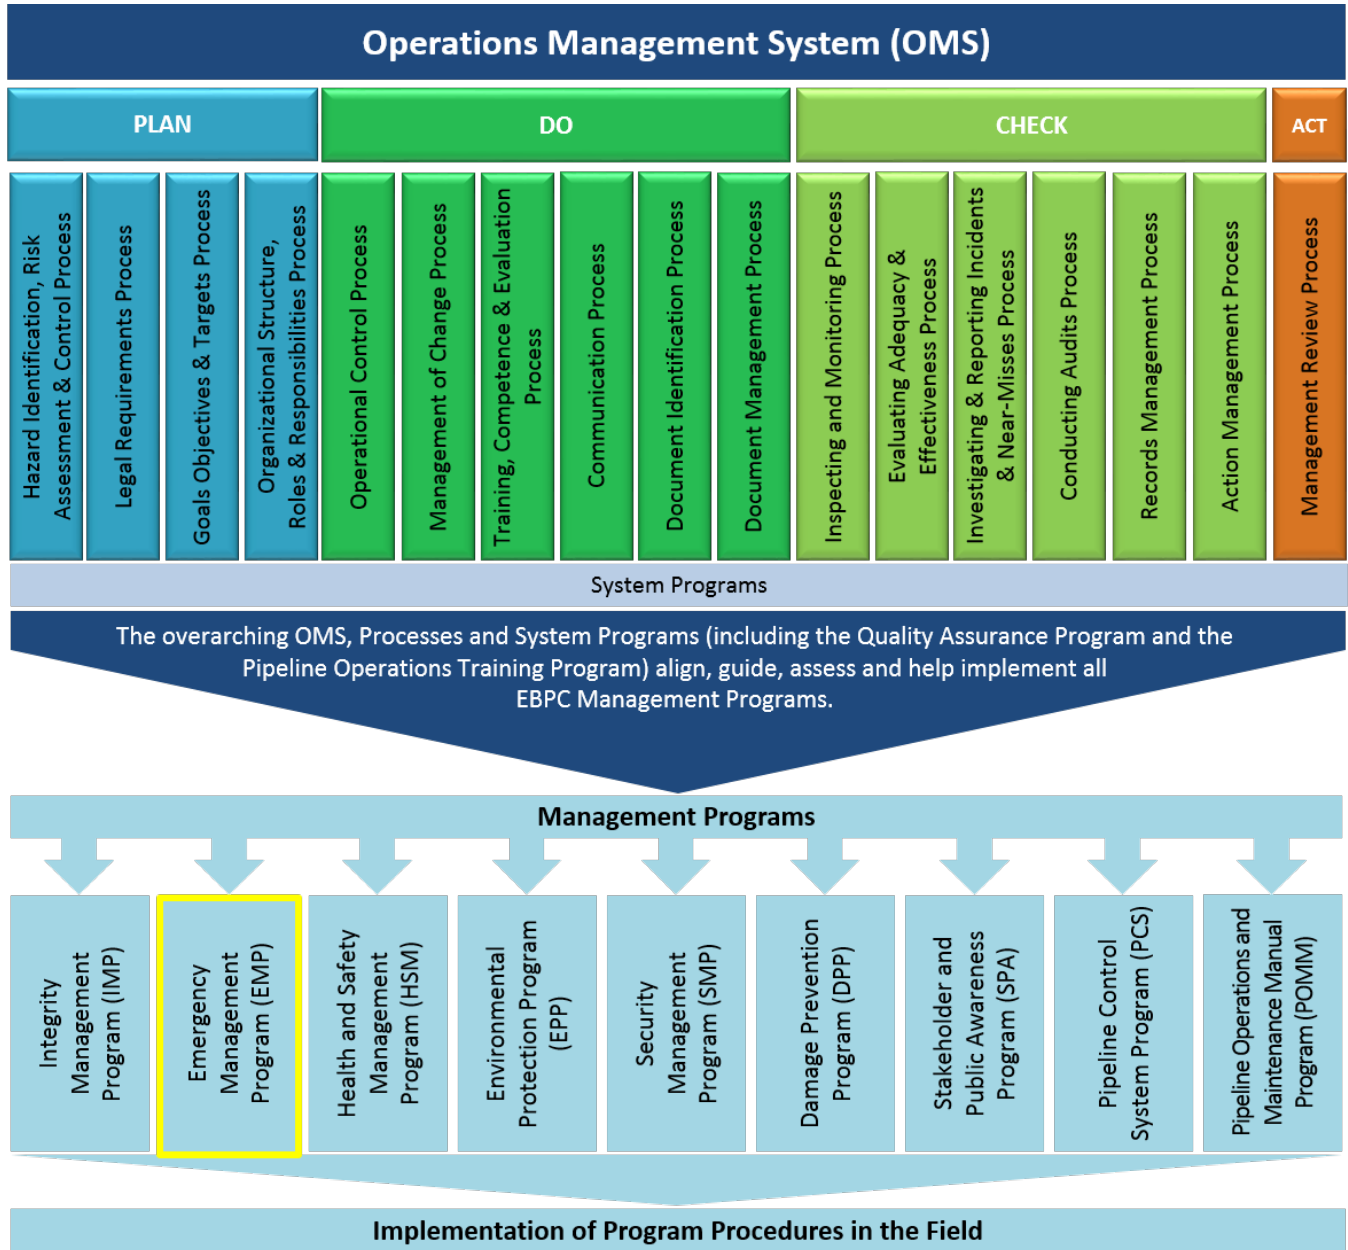 Operations Management System (OMS)
PLAN
DO
CHECK
ACT
Hazard Identification, Risk
Assessment & Control Process
Legal Requirements Process
Goals Objectives & Targets Process
Organizational Structure,
Roles & Responsibilities Process
Operational Control Process
Management of Change Process
Training, Competence & Evaluation
Process
Communication Process
Document Identification Process
Document Management Process
Inspecting and Monitoring Process
Evaluating Adequacy &
Effectiveness Process
Investigating & Reporting Incidents
& Near-Misses Process
Conducting Audits Process
Records Management Process
Action Management Process
Management Review Process
System Programs
The overarching OMS, Processes and System Programs (including the Quality Assurance Program and the
Pipeline Operations Training Program) align, guide, assess and help implement all
EBPC Management Programs.
Management Programs
Integrity
Management
Program (IMP)
Emergency
Management
Program (EMP)
Health and Safety
Management
Program (HSM)
Environmental
Protection Program
(EPP)
Security
Management
Program (SMP)
Damage Prevention
Program (DPP)
Stakeholder and
Public Awareness
Program (SPA)
Pipeline Control
System Program (PCS)
Pipeline Operations and
Maintenance Manual
Program (POMM)
Implementation of Program Procedures in the Field